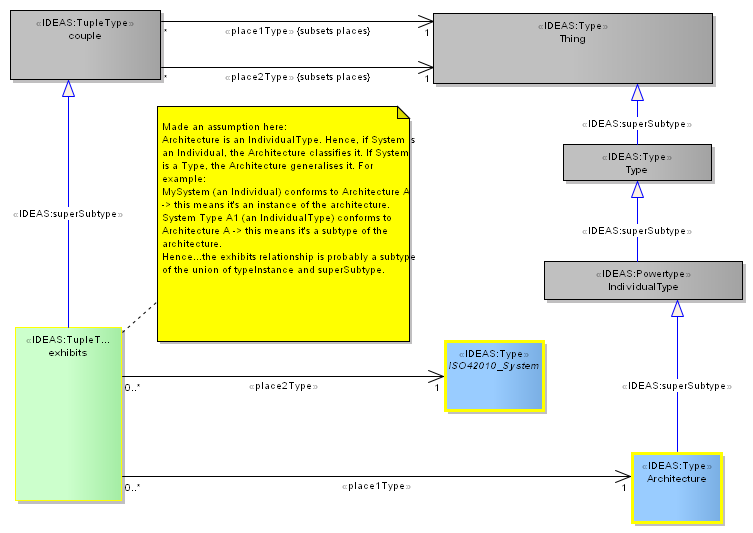 «IDEAS:TupleType»
couple
«place1Type» {subsets places}
*
1
«place2Type» {subsets places}
*
1
«IDEAS:Type»
Thing
«IDEAS:superSubtype»
«IDEAS:Type»
Type
«IDEAS:superSubtype»
«IDEAS:Powertype»
IndividualType
«IDEAS:superSubtype»
«IDEAS:superSubtype»
Made an assumption here:
Architecture is an IndividualType. Hence, if System is
an Individual, the Architecture classifies it. If System
is a Type, the Architecture generalises it. For
example:
MySystem (an Individual) conforms to Architecture A
-> this means it's an instance of the architecture.
System Type A1 (an IndividualType) conforms to
Architecture A -> this means it's a subtype of the
architecture.
Hence...the exhibits relationship is probably a subtype
of the union of typeInstance and superSubtype.
«IDEAS:TupleT...
exhibits
0..*
«place2Type»
1
«IDEAS:Type»
ISO42010_System
0..*
«place1Type»
1
«IDEAS:Type»
Architecture